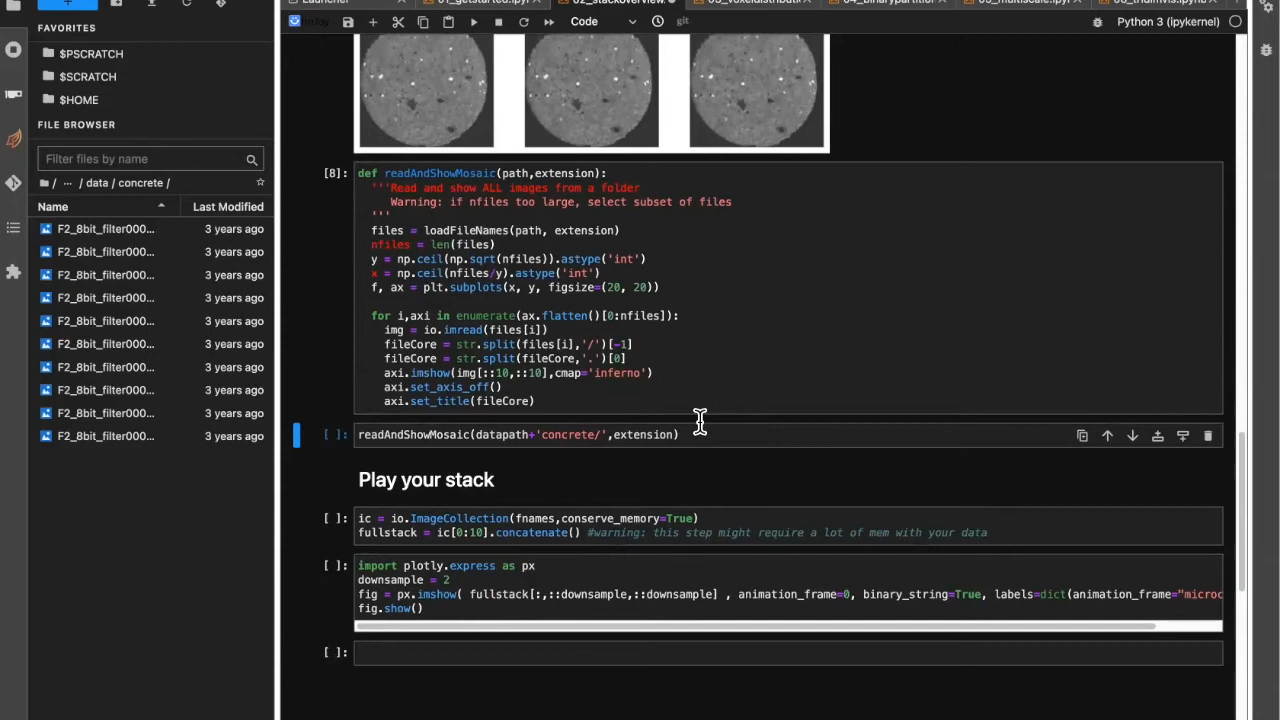 Launcher
01_getstarted.ipynb
02_stackoverview
03_voxeldistributi
04_binarypartition
05_multiscale.ipynb
Code
git
Python 3 (ipykernel)
FAVORITES
$PSCRATCH
$SCRATCH
$HOME
FILE BROWSER
Filter files by name
/ ··· / data / concrete /
Name Last Modified
F2_8bit_filter000... 3 years ago
F2_8bit_filter000... 3 years ago
F2_8bit_filter000... 3 years ago
F2_8bit_filter000... 3 years ago
F2_8bit_filter000... 3 years ago
F2_8bit_filter000... 3 years ago
F2_8bit_filter000... 3 years ago
F2_8bit_filter000... 3 years ago
F2_8bit_filter000... 3 years ago
F2_8bit_filter000... 3 years ago
[8]: def readAndShowMosaic(path,extension):
'''Read and show ALL images from a folder
Warning: if nfiles too large, select subset of files
'''
files = loadFileNames(path, extension)
nfiles = len(files)
y = np.ceil(np.sqrt(nfiles)).astype('int')
x = np.ceil(nfiles/y).astype('int')
f, ax = plt.subplots(x, y, figsize=(20, 20))
for i,axi in enumerate(ax.flatten()[0:nfiles]):
img = io.imread(files[i])
fileCore = str.split(files[i],'/')[-1]
fileCore = str.split(fileCore,'.')[0]
axi.imshow(img[::10,::10],cmap='inferno')
axi.set_axis_off()
axi.set_title(fileCore)
[ ]: readAndShowMosaic(datapath+'concrete/',extension)
Play your stack
[ ]: ic = io.ImageCollection(fnames,conserve_memory=True)
fullstack = ic[0:10].concatenate() #warning: this step might require a lot of mem with your data
[ ]: import plotly.express as px
downsample = 2
fig = px.imshow( fullstack[:,::downsample,::downsample] , animation_frame=0, binary_string=True, labels=dict(animation_frame="microc
fig.show()
[ ]: